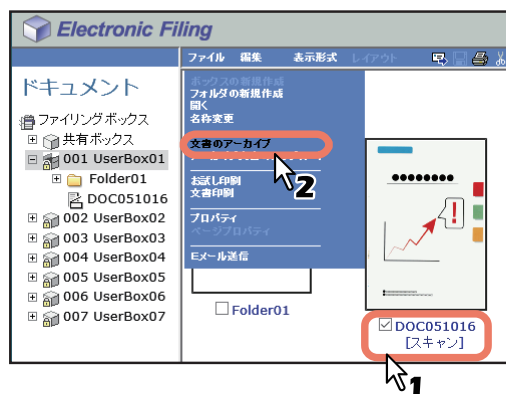 Electronic Filing
ファイル 編集 表示形式 レイアウト
ドキュメント
ファイリングボックス
共有ボックス
001 UserBox01
Folder01
DOC051016
002 UserBox02
003 UserBox03
004 UserBox04
005 UserBox05
006 UserBox06
007 UserBox07
ボックスの新規作成
フォルダの新規作成
開く
名称変更
文書のアーカイブ
お試し印刷
文書印刷
プロパティ
ページプロパティ
Eメール送信
2
Folder01
DOC051016
[スキャン]
1